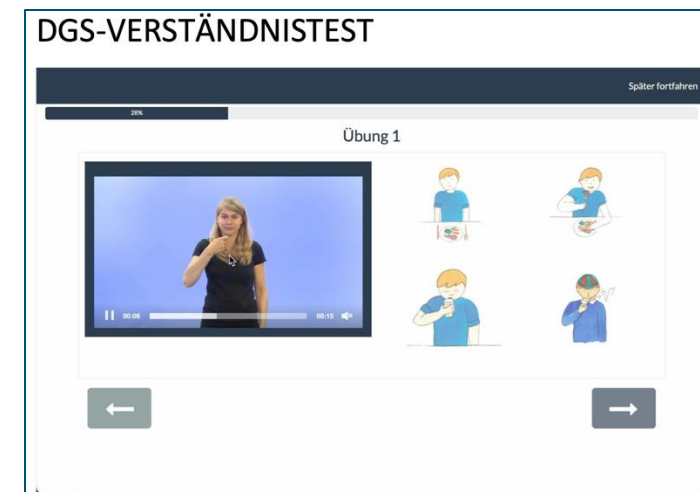 DGS-VERSTÄNDNISTEST
Später fortfahren
28%
Übung 1
00:06
00:15